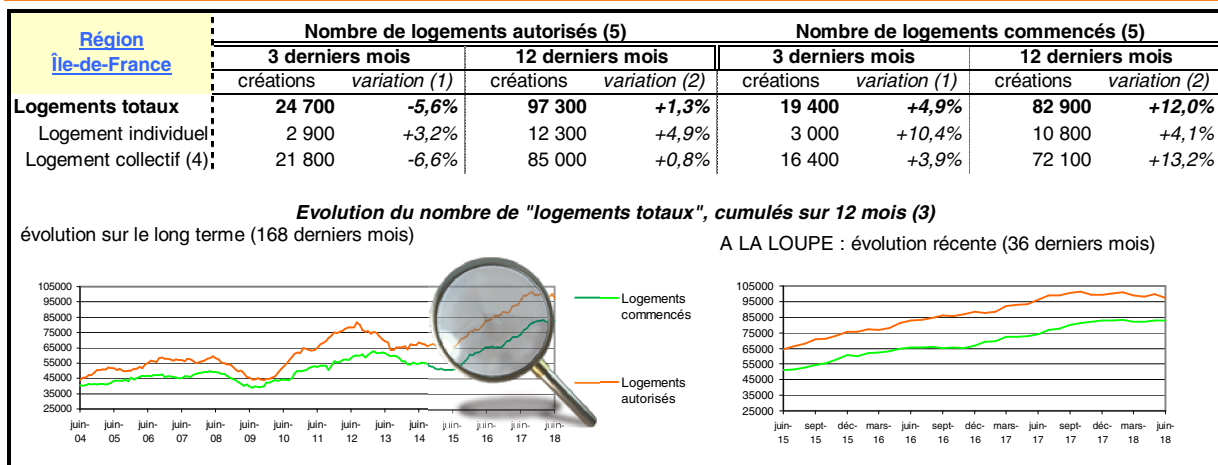 Région
Île-de-France
Nombre de logements autorisés (5) Nombre de logements commencés (5)
3 derniers mois 12 derniers mois 3 derniers mois 12 derniers mois
créations variation (1) créations variation (2) créations variation (1) créations variation (2)
Logements totaux 24 700 -5,6% 97 300 +1,3% 19 400 +4,9% 82 900 +12,0%
Logement individuel 2 900 +3,2% 12 300 +4,9% 3 000 +10,4% 10 800 +4,1%
Logement collectif (4) 21 800 -6,6% 85 000 +0,8% 16 400 +3,9% 72 100 +13,2%
Evolution du nombre de "logements totaux", cumulés sur 12 mois (3)
évolution sur le long terme (168 derniers mois)
105000
95000
85000
75000
65000
55000
45000
35000
25000
juin-04 juin-05 juin-06 juin-07 juin-08 juin-09 juin-10 juin-11 juin-12 juin-13 juin-14 juin-15 juin-16 juin-17 juin-18
Logements commencés
Logements autorisés
A LA LOUPE : évolution récente (36 derniers mois)
105000
95000
85000
75000
65000
55000
45000
35000
25000
juin-15 sept-15 déc-15 mars-16 juin-16 sept-16 déc-16 mars-17 juin-17 sept-17 déc-17 mars-18 juin-18